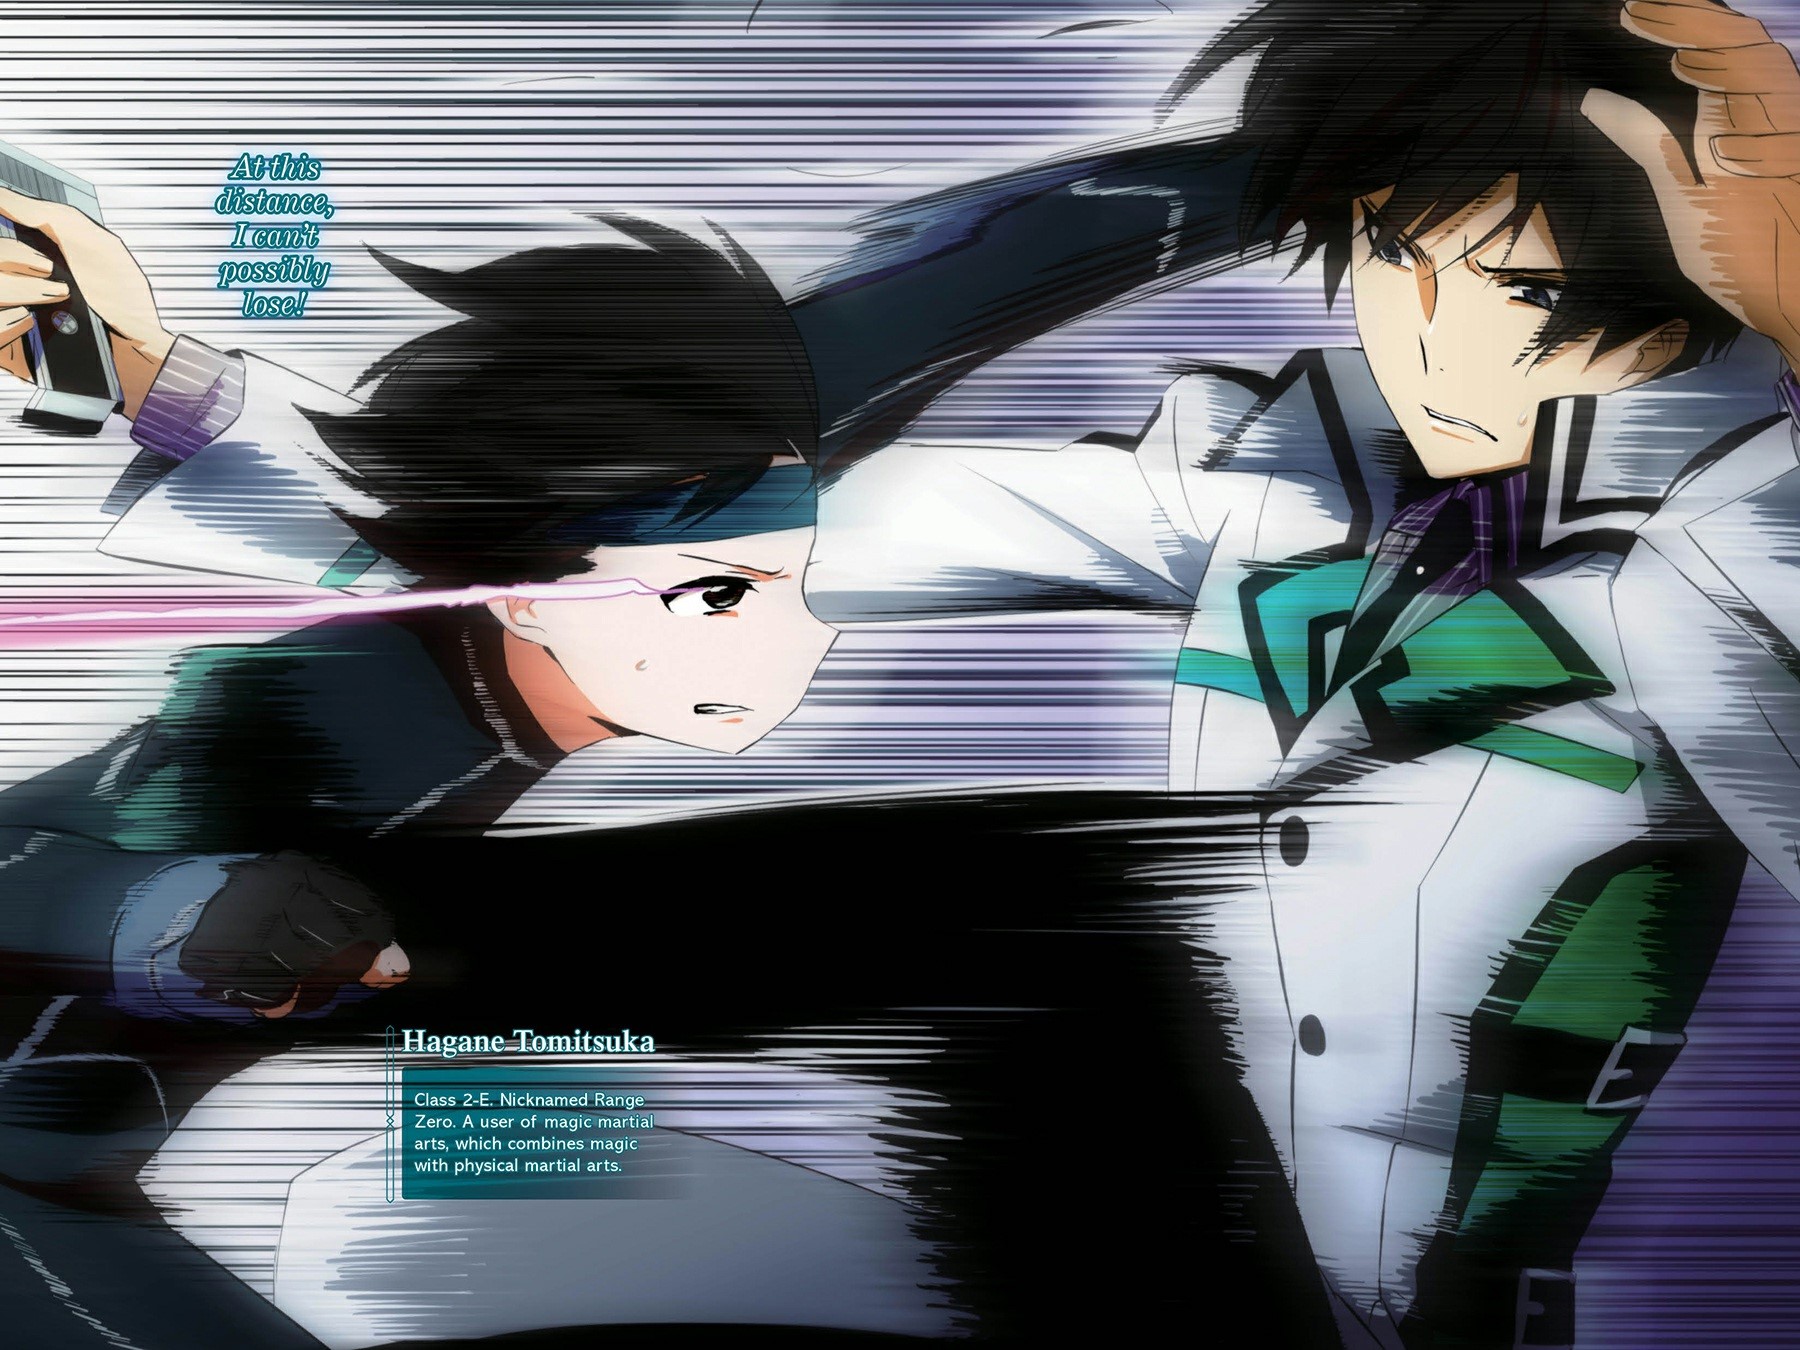 At this
distance,
I can't
possibly
lose!
Hagane Tomitsuka
Class 2-E. Nicknamed Range
Zero. A user of magic martial
arts, which combines magic
with physical martial arts.